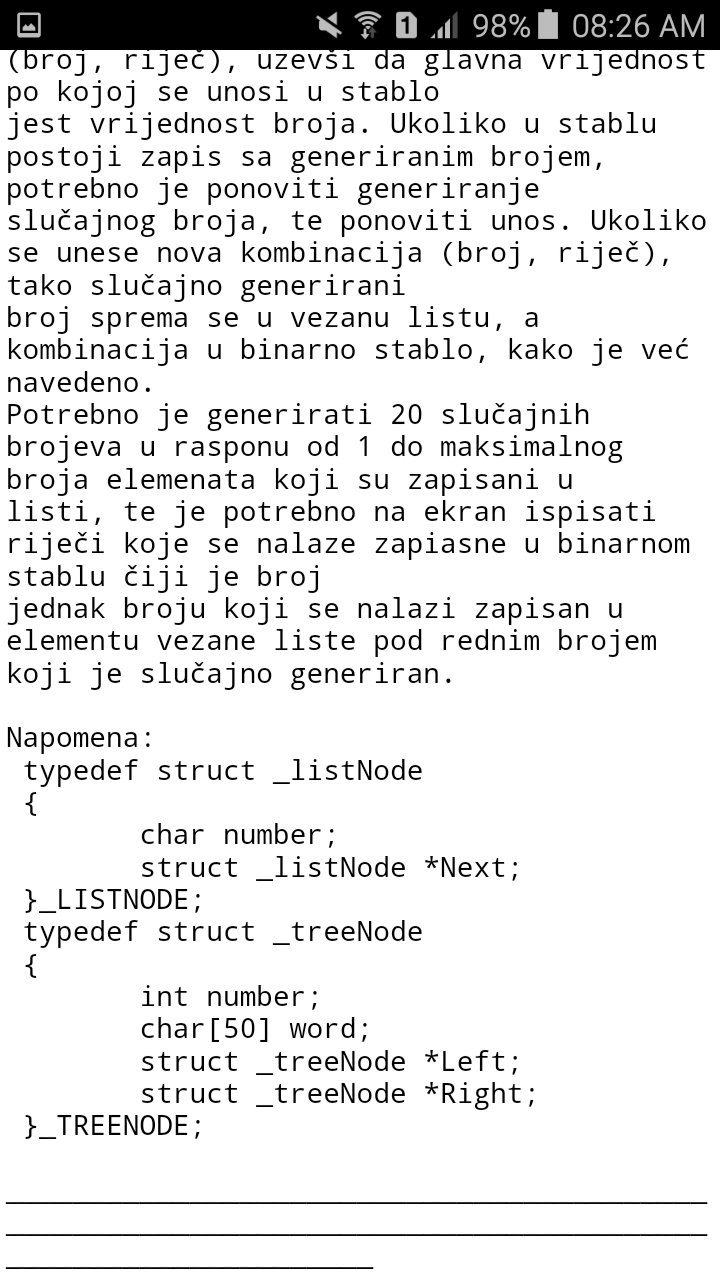 98% 08:26 AM
(broj, riječ), uzevši da glavna vrijednost
po kojoj se unosi u stablo
jest vrijednost broja. Ukoliko u stablu
postoji zapis sa generiranim brojem,
potrebno je ponoviti generiranje
slučajnog broja, te ponoviti unos. Ukoliko
se unese nova kombinacija (broj, riječ),
tako slučajno generirani
broj sprema se u vezanu listu, a
kombinacija u binarno stablo, kako je već
navedeno.
Potrebno je generirati 20 slučajnih
brojeva u rasponu od 1 do maksimalnog
broja elemenata koji su zapisani u
listi, te je potrebno na ekran ispisati
riječi koje se nalaze zapiasne u binarnom
stablu čiji je broj
jednak broju koji se nalazi zapisan u
elementu vezane liste pod rednim brojem
koji je slučajno generiran.

Napomena:
 typedef struct _listNode
 {
        char number;
        struct _listNode *Next;
 }_LISTNODE;
 typedef struct _treeNode
 {
        int number;
        char[50] word;
        struct _treeNode *Left;
        struct _treeNode *Right;
 }_TREENODE;

__________________________________________
__________________________________________
______________________